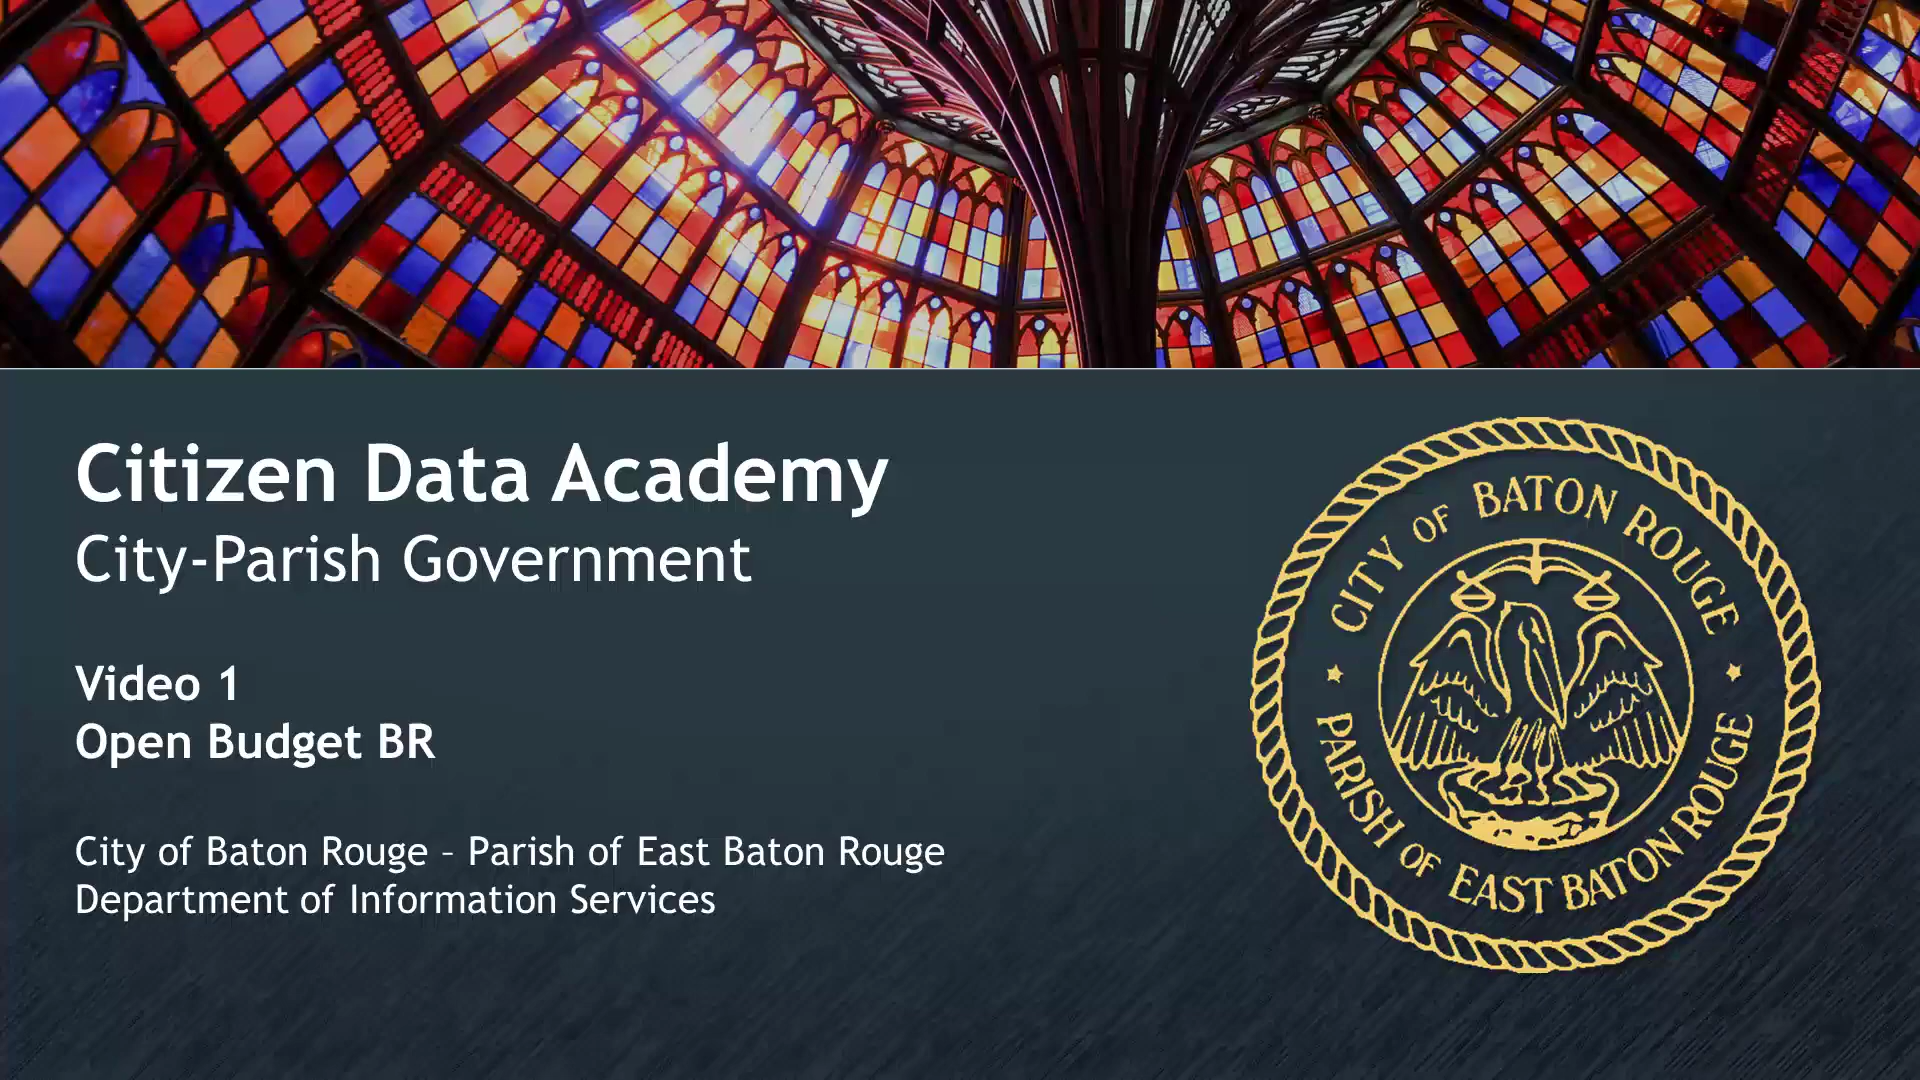 Citizen Data Academy
City-Parish Government
Video 1
Open Budget BR
City of Baton Rouge – Parish of East Baton Rouge
Department of Information Services
CITY OF BATON ROUGE
PARISH OF EAST BATON ROUGE